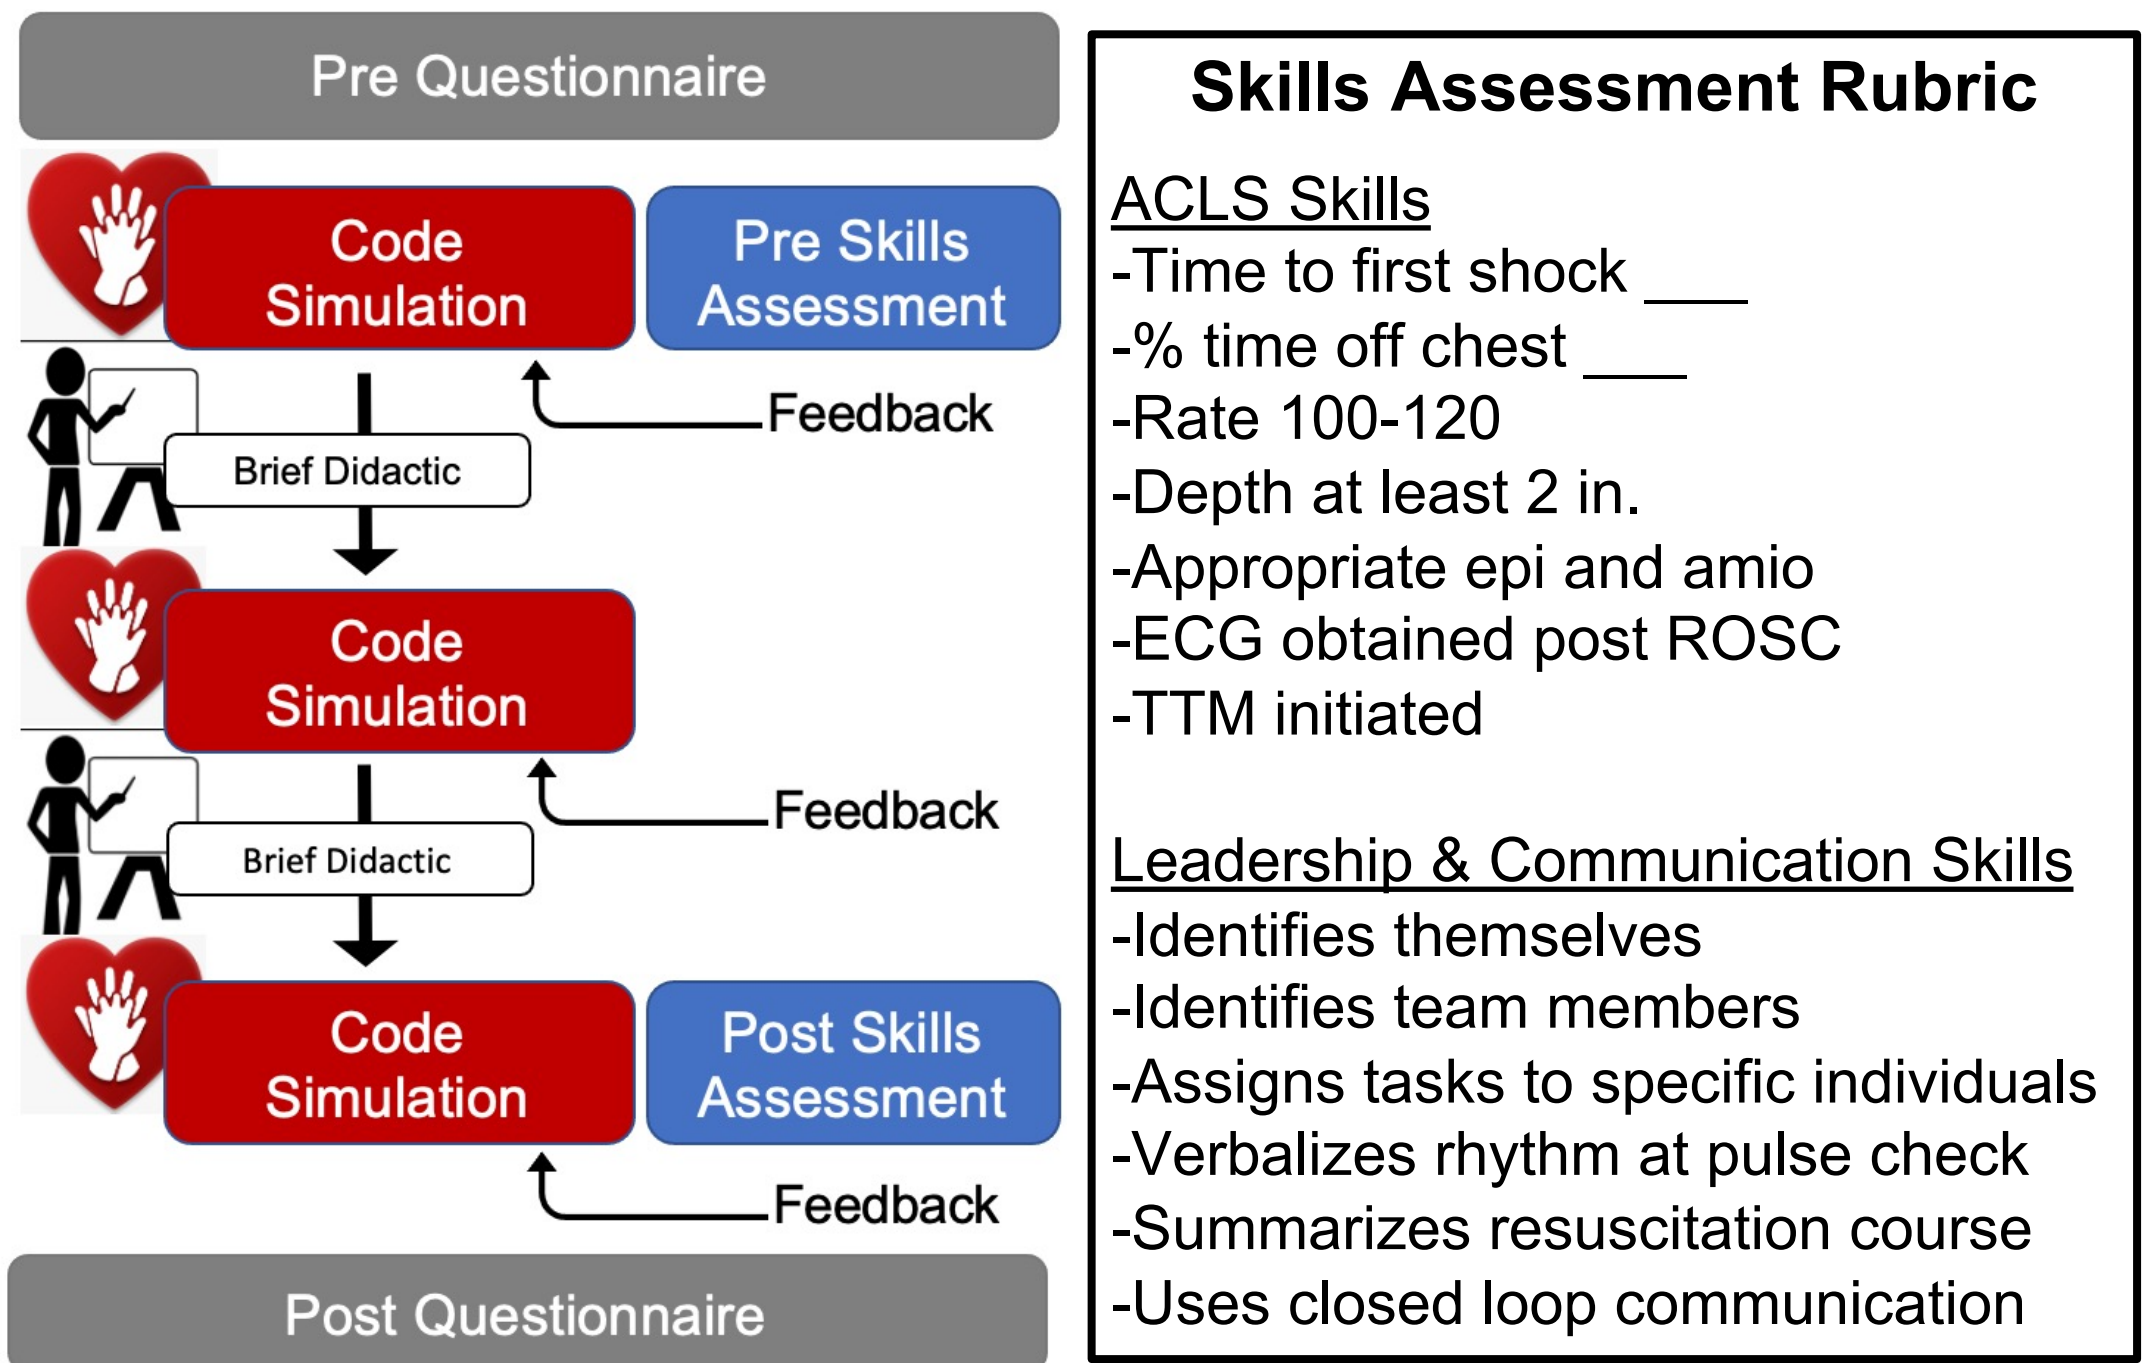 Pre Questionnaire
Code
Simulation
Pre Skills
Assessment
Feedback
Brief Didactic
Code
Simulation
Feedback
Brief Didactic
Code
Simulation
Post Skills
Assessment
Feedback
Post Questionnaire
Skills Assessment Rubric
ACLS Skills
-Time to first shock ___
-% time off chest ___
-Rate 100-120
-Depth at least 2 in.
-Appropriate epi and amio
-ECG obtained post ROSC
-TTM initiated
Leadership & Communication Skills
-Identifies themselves
-Identifies team members
-Assigns tasks to specific individuals
-Verbalizes rhythm at pulse check
-Summarizes resuscitation course
-Uses closed loop communication